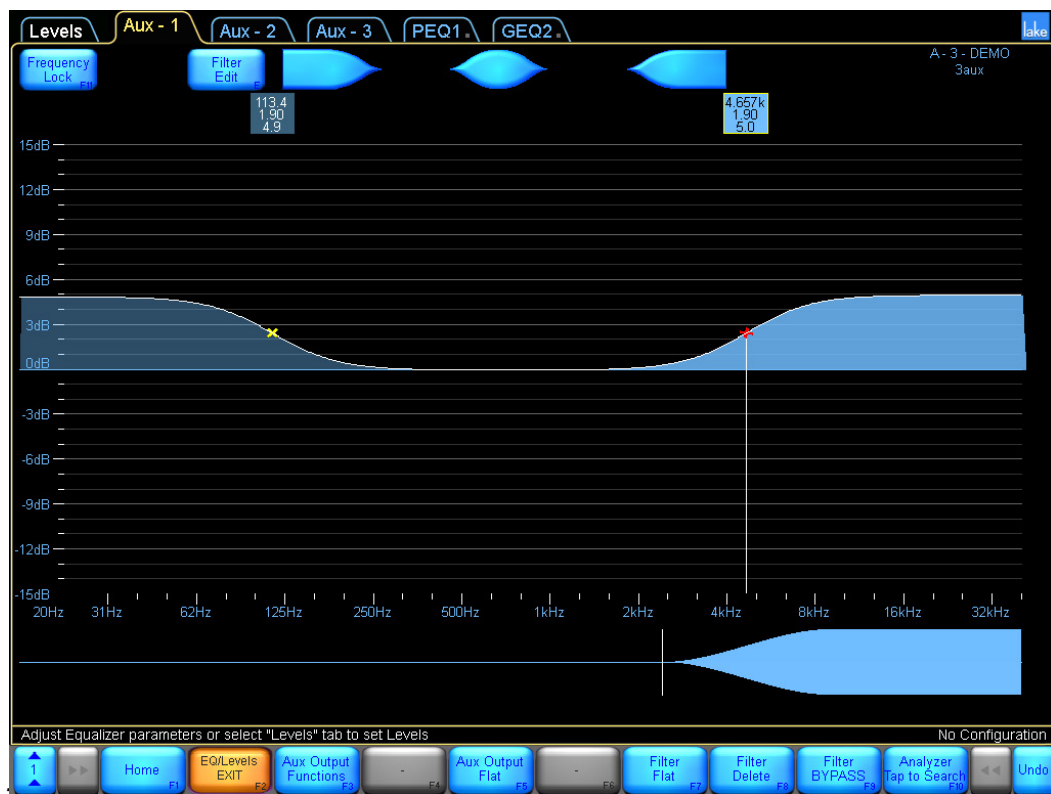 Levels
Aux - 1
Aux - 2
Aux - 3
PEQ1
GEQ2
lake
Frequency
Lock
F11
Filter
Edit
A - 3 - DEMO
3aux
113.4
1.90
4.9
4.657k
1.90
5.0
15dB
12dB
9dB
6dB
3dB
0dB
-3dB
-6dB
-9dB
-12dB
-15dB
20Hz
31Hz
62Hz
125Hz
250Hz
500Hz
1kHz
2kHz
4kHz
8kHz
16kHz
32kHz
Adjust Equalizer parameters or select "Levels" tab to set Levels
No Configuration
1
Home
F1
EQ/Levels
EXIT
F2
Aux Output
Functions
F3
-
F4
Aux Output
Flat
F5
-
F6
Filter
Flat
F7
Filter
Delete
F8
Filter
BYPASS
F9
Analyzer
Tap to Search
F10
Undo